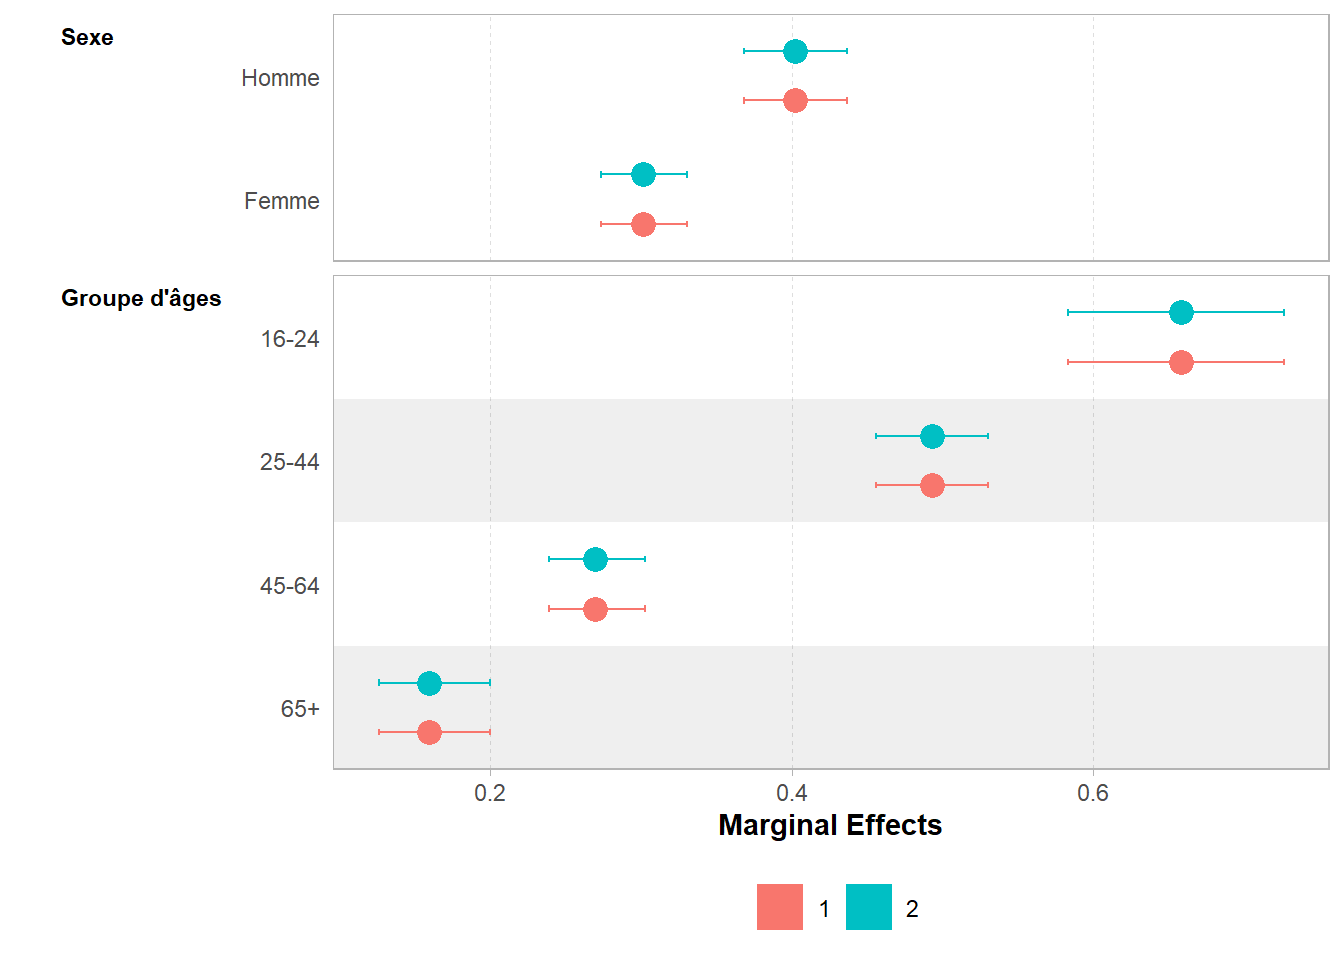 Sexe
Homme
Femme
Groupe d'âges
16-24
25-44
45-64
65+
0.2 0.4 0.6
Marginal Effects
1 2